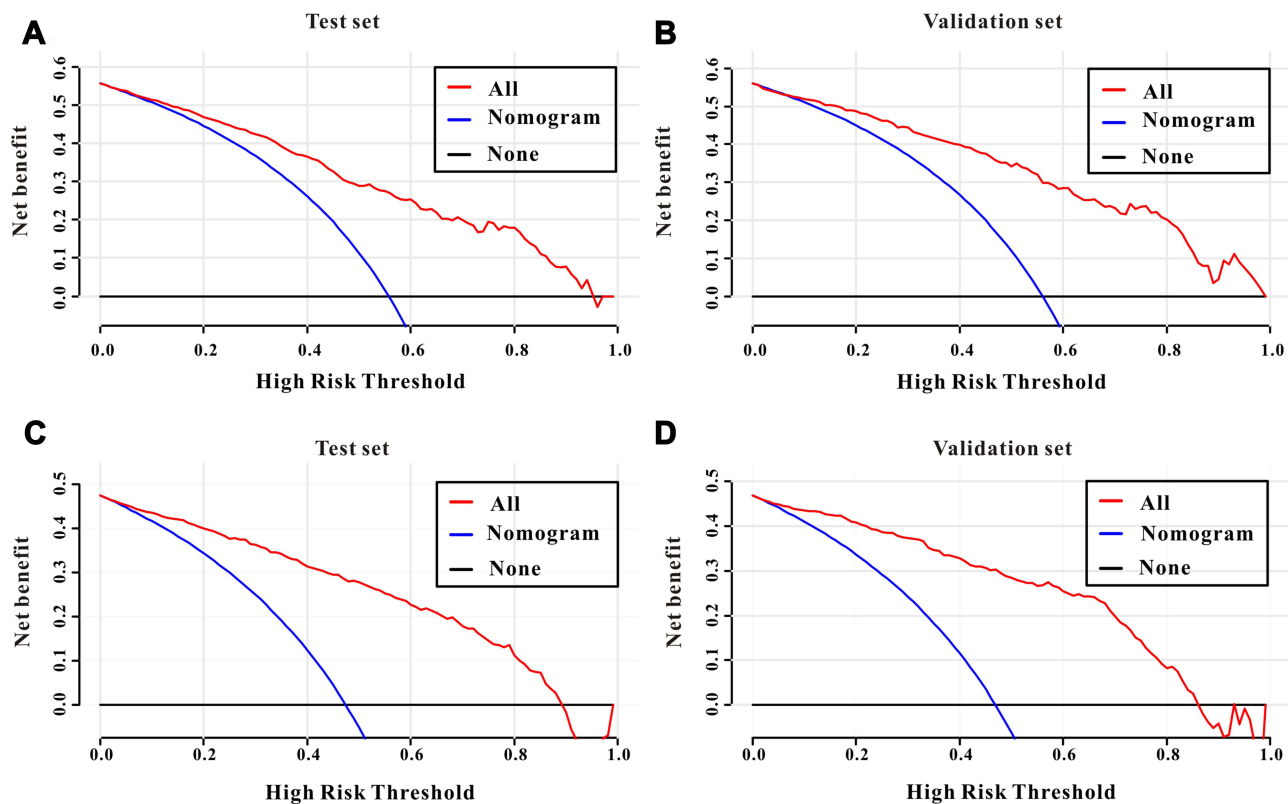 A
Test set
Net benefit
0.0 0.1 0.2 0.3 0.4 0.5 0.6
All
Nomogram
None
0.0 0.2 0.4 0.6 0.8 1.0
High Risk Threshold
B
Validation set
Net benefit
0.0 0.1 0.2 0.3 0.4 0.5 0.6
All
Nomogram
None
0.0 0.2 0.4 0.6 0.8 1.0
High Risk Threshold
C
Test set
Net benefit
0.0 0.1 0.2 0.3 0.4 0.5
All
Nomogram
None
0.0 0.2 0.4 0.6 0.8 1.0
High Risk Threshold
D
Validation set
Net benefit
0.0 0.1 0.2 0.3 0.4 0.5
All
Nomogram
None
0.0 0.2 0.4 0.6 0.8 1.0
High Risk Threshold